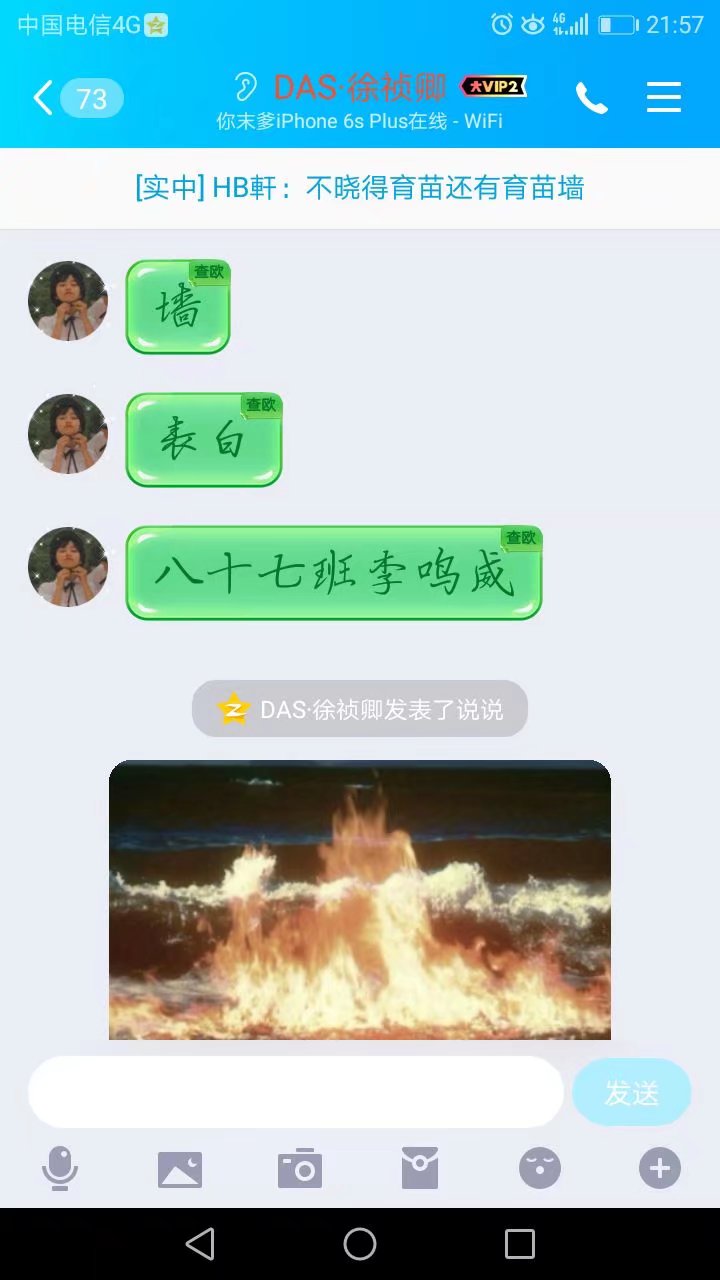 中国电信4G 4G 21:57
73 DAS·徐祯卿 大VIP2
你末爹iPhone 6s Plus在线 - WiFi
[实中] HB軒：不晓得育苗还有育苗墙
查欧
墙
查欧
表白
查欧
八十七班李鸣威
DAS·徐祯卿发表了说说
发送